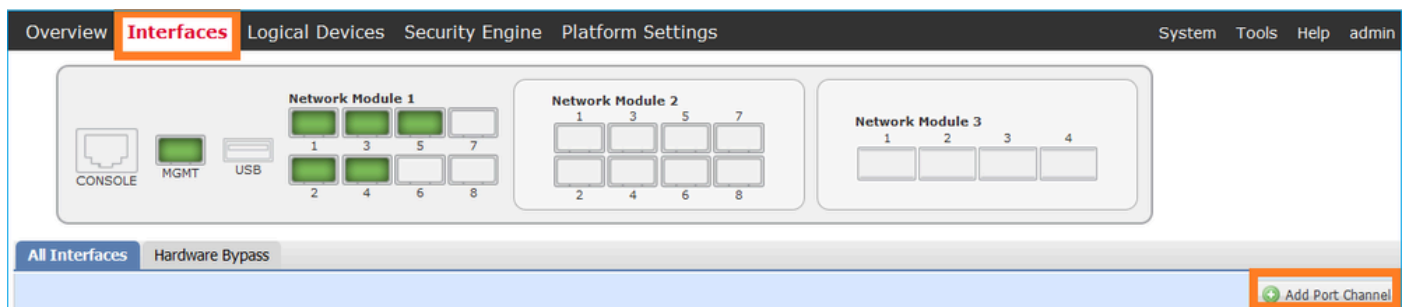 Overview Interfaces Logical Devices Security Engine Platform Settings System Tools Help admin
Network Module 1
1 3 5 7
2 4 6 8
CONSOLE MGMT USB
Network Module 2
1 3 5 7
2 4 6 8
Network Module 3
1 2 3 4
All Interfaces Hardware Bypass
Add Port Channel